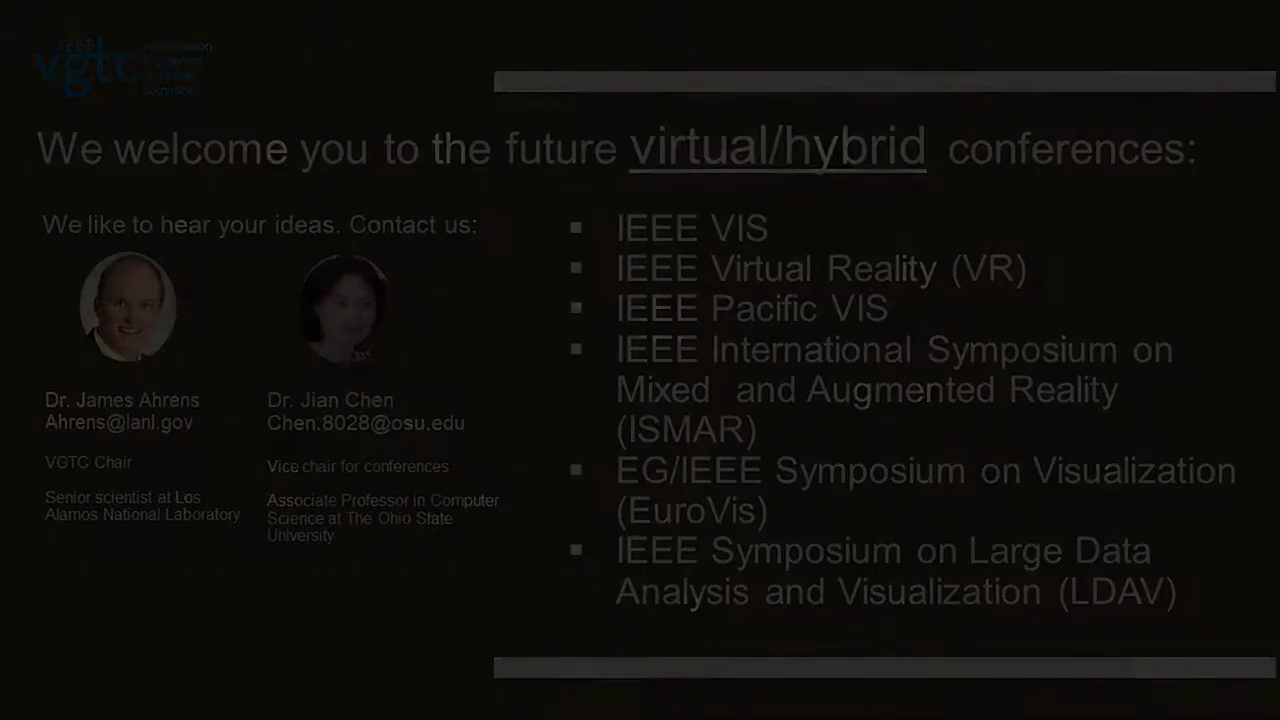 IEEE
vgtc
We welcome you to the future virtual/hybrid conferences:
We like to hear your ideas. Contact us:
Dr. James Ahrens
Ahrens@lanl.gov
VGTC Chair
Senior scientist at Los
Alamos National Laboratory
Dr. Jian Chen
Chen.8028@osu.edu
Vice chair for conferences
Associate Professor in Computer
Science at The Ohio State
University
▪ IEEE VIS
▪ IEEE Virtual Reality (VR)
▪ IEEE Pacific VIS
▪ IEEE International Symposium on
Mixed and Augmented Reality
(ISMAR)
▪ EG/IEEE Symposium on Visualization
(EuroVis)
▪ IEEE Symposium on Large Data
Analysis and Visualization (LDAV)